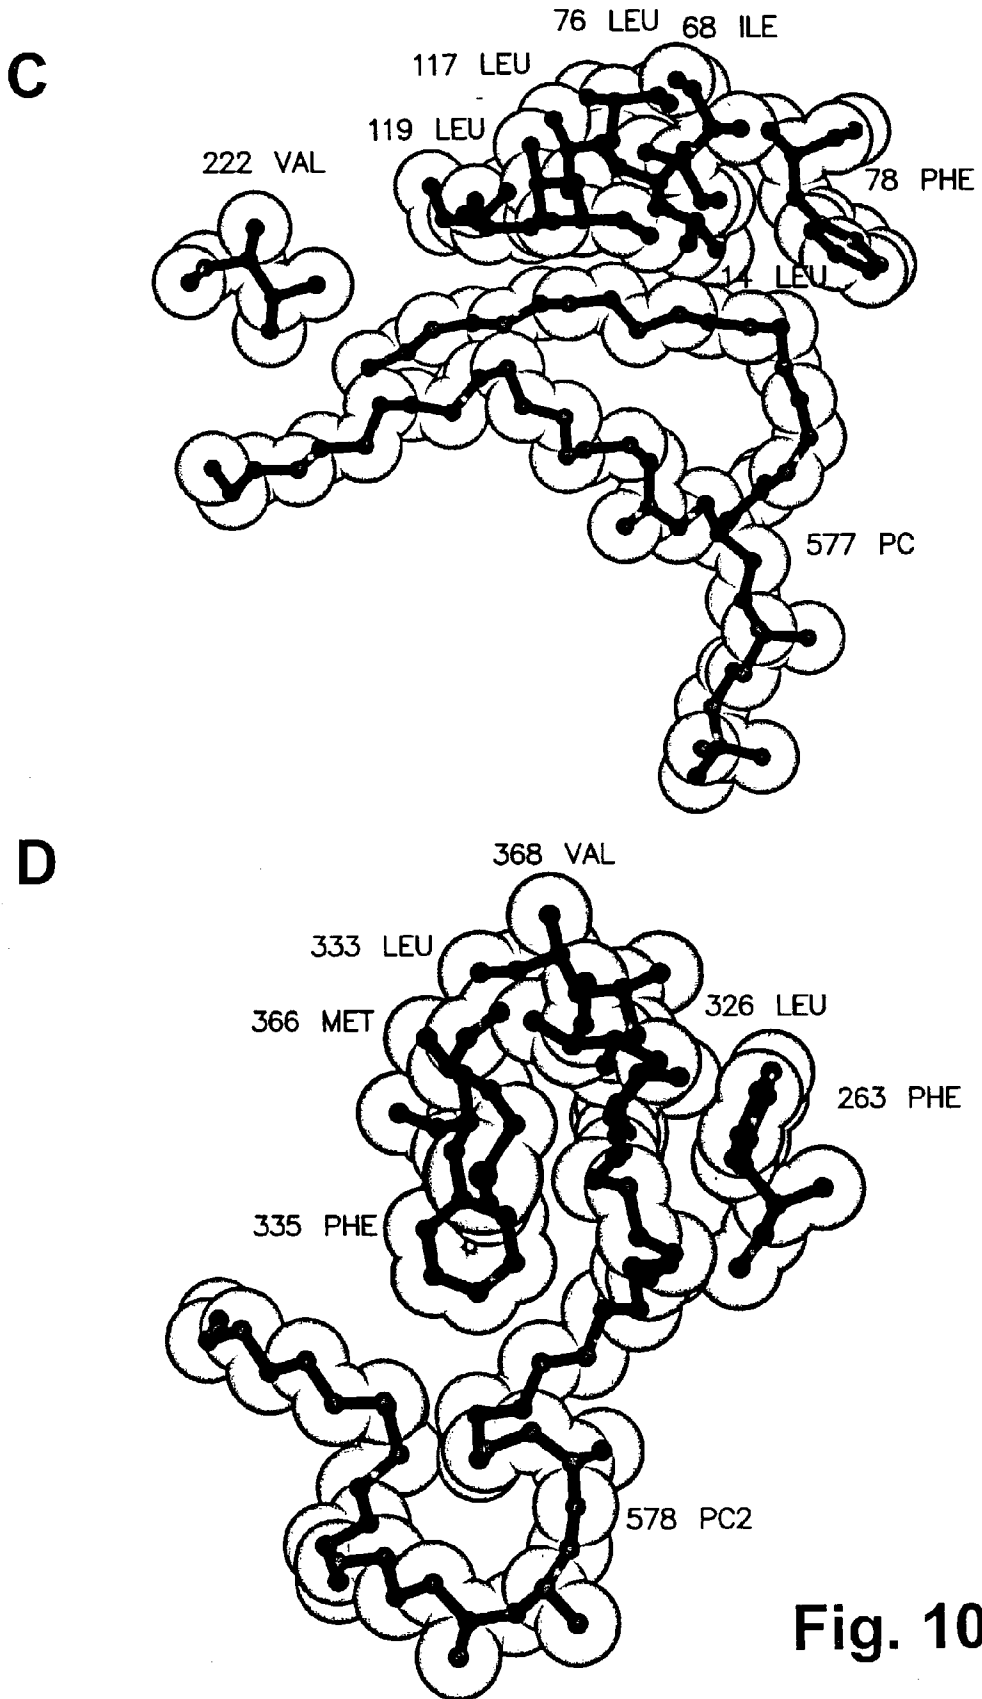 C
76 LEU 68 ILE
117 LEU
119 LEU
222 VAL
78 PHE
14 LEU
577 PC
D
368 VAL
333 LEU
326 LEU
366 MET
263 PHE
335 PHE
578 PC2
Fig. 10